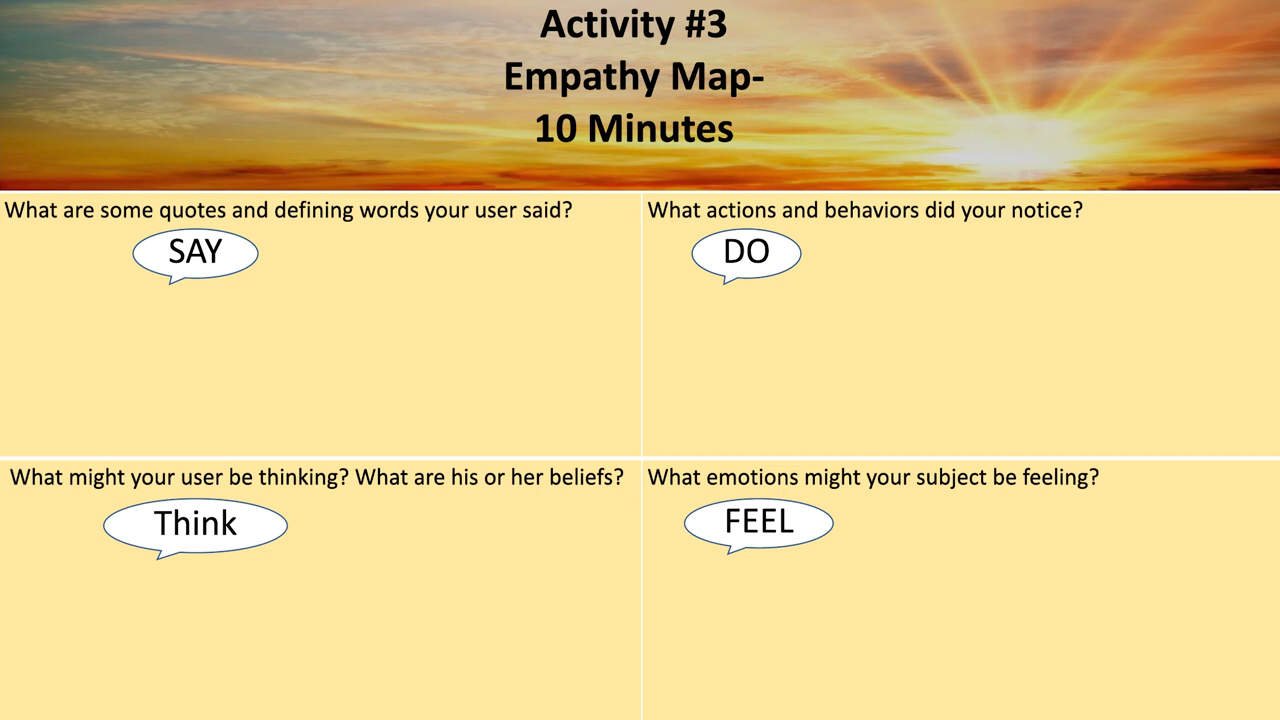 Activity #3
Empathy Map-
10 Minutes
What are some quotes and defining words your user said?
SAY
What actions and behaviors did your notice?
DO
What might your user be thinking? What are his or her beliefs?
Think
What emotions might your subject be feeling?
FEEL